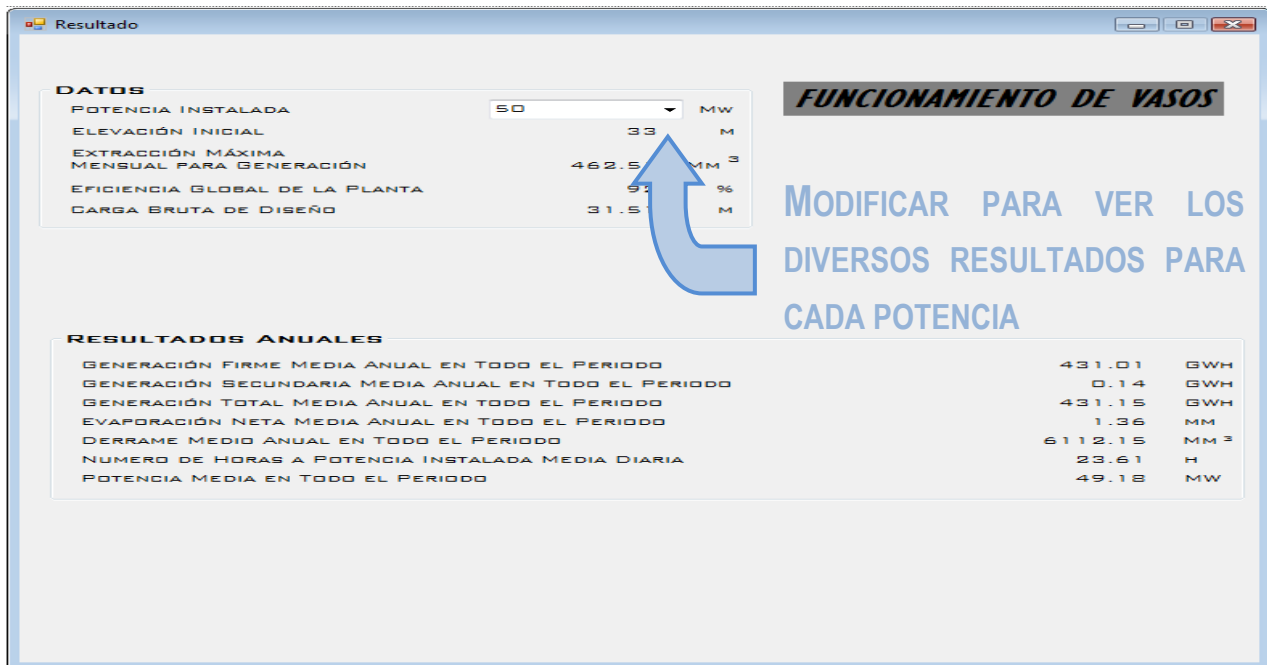 Resultado
DATOS
POTENCIA INSTALADA 50 MW
ELEVACIÓN INICIAL 33 M
EXTRACCIÓN MÁXIMA
MENSUAL PARA GENERACIÓN MM 3
EFICIENCIA GLOBAL DE LA PLANTA %
CARGA BRUTA DE DISEÑO M
FUNCIONAMIENTO DE VASOS
MODIFICAR PARA VER LOS
DIVERSOS RESULTADOS PARA
CADA POTENCIA
RESULTADOS ANUALES
GENERACIÓN FIRME MEDIA ANUAL EN TODO EL PERIODO 431.01 GWH
GENERACIÓN SECUNDARIA MEDIA ANUAL EN TODO EL PERIODO 0.14 GWH
GENERACIÓN TOTAL MEDIA ANUAL EN TODO EL PERIODO 431.15 GWH
EVAPORACIÓN NETA MEDIA ANUAL EN TODO EL PERIODO 1.36 MM
DERRAME MEDIO ANUAL EN TODO EL PERIODO 6112.15 MM 3
NUMERO DE HORAS A POTENCIA INSTALADA MEDIA DIARIA 23.61 H
POTENCIA MEDIA EN TODO EL PERIODO 49.18 MW